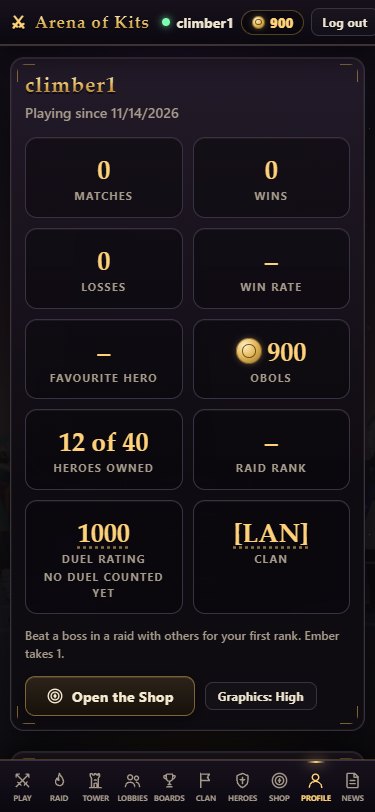 Arena of Kits climber1 900 Log out
climber1
Playing since 11/14/2026
0 0
MATCHES WINS
0 –
LOSSES WIN RATE
– 900
FAVOURITE HERO OBOLS
12 of 40 –
HEROES OWNED RAID RANK
1000 [LAN]
DUEL RATING CLAN
NO DUEL COUNTED
YET
Beat a boss in a raid with others for your first rank. Ember
takes 1.
Open the Shop Graphics: High
PLAY RAID TOWER LOBBIES BOARDS CLAN HEROES SHOP PROFILE NEWS